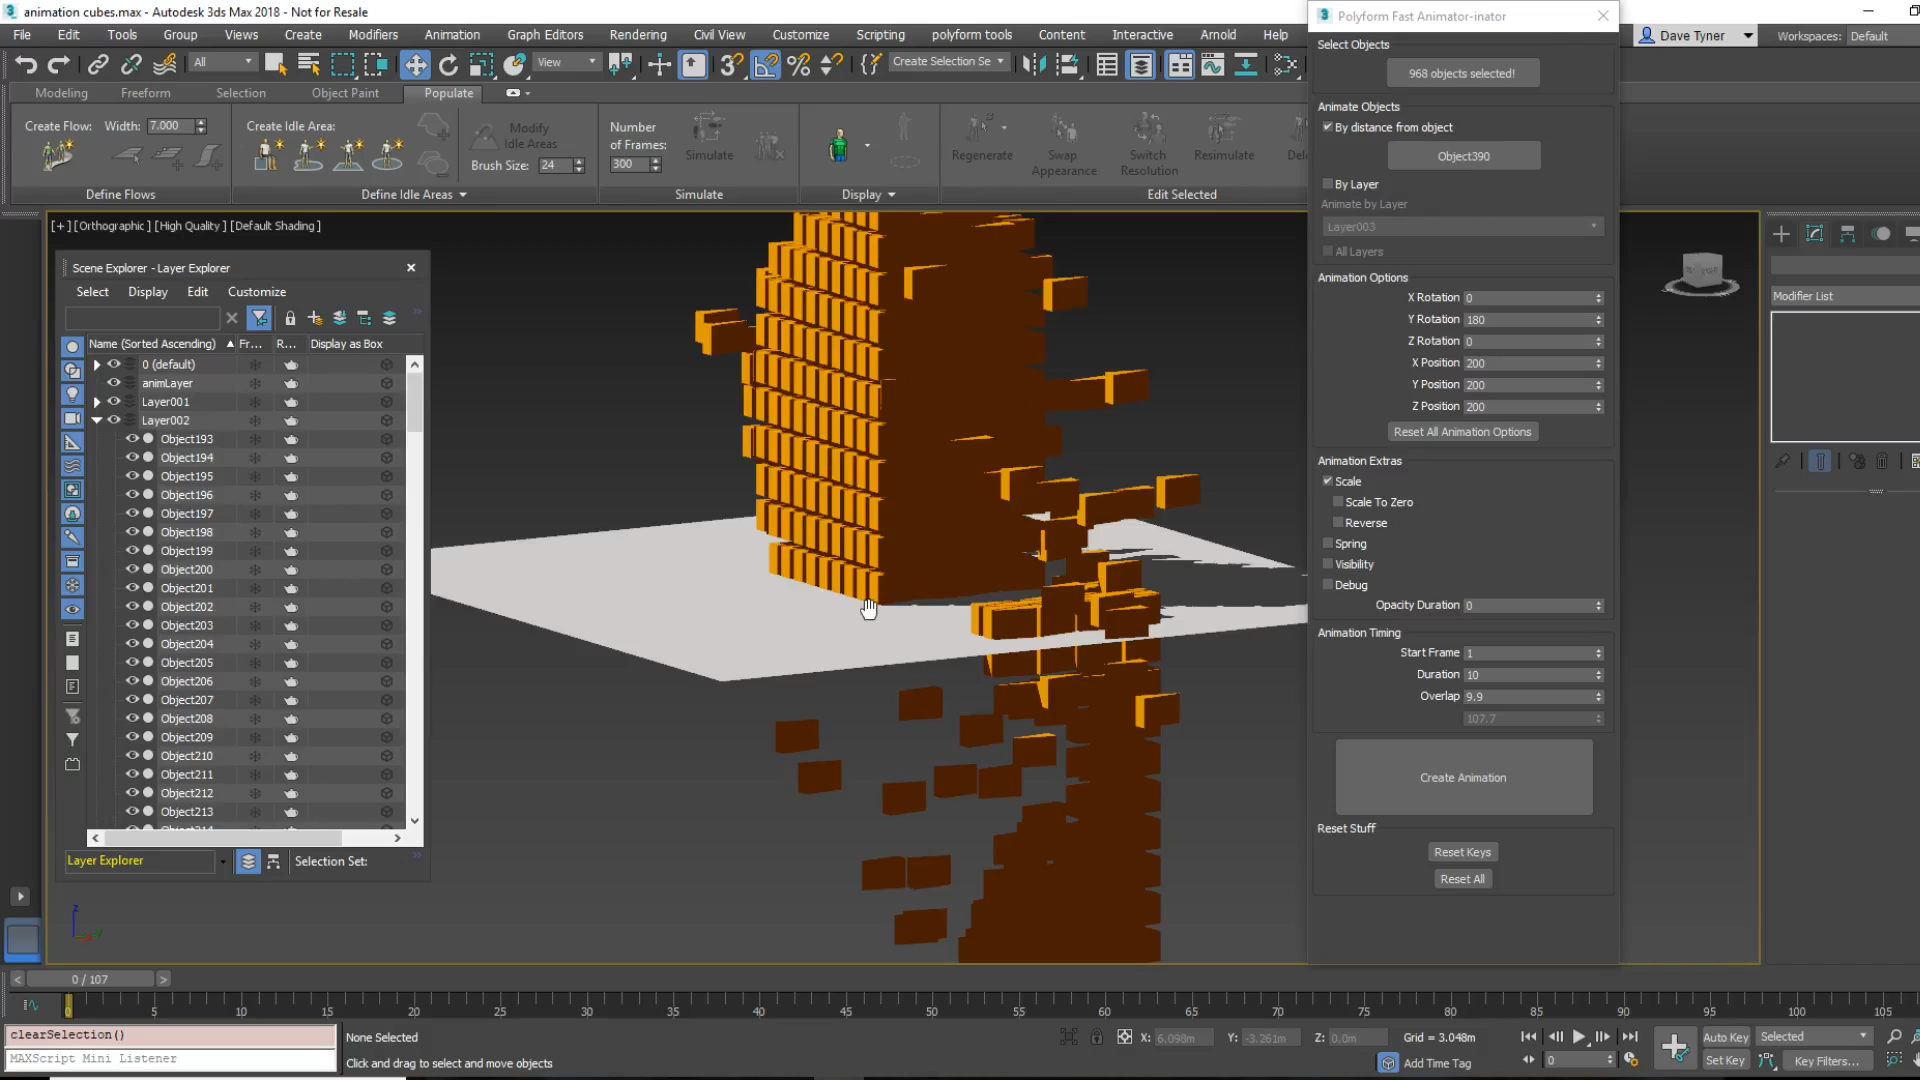 animation cubes.max - Autodesk 3ds Max 2018 - Not for Resale
File Edit Tools Group Views Create Modifiers Animation Graph Editors Rendering Civil View Customize Scripting polyform tools Content Interactive Arnold Help
Dave Tyner Workspaces: Default
All View Create Selection Se
Modeling Freeform Selection Object Paint Populate
Create Flow: Width: 7.000
Create Idle Area:
Modify
Idle Areas
Brush Size: 24
Number
of Frames:
300
Simulate
Regenerate
Swap
Appearance
Switch
Resolution
Resimulate
Define Flows
Define Idle Areas
Simulate
Display
Edit Selected
[+] [Orthographic ] [High Quality ] [Default Shading ]
Scene Explorer - Layer Explorer
Select Display Edit Customize
Name (Sorted Ascending) Fr... R... Display as Box
0 (default)
animLayer
Layer001
Layer002
Object193
Object194
Object195
Object196
Object197
Object198
Object199
Object200
Object201
Object202
Object203
Object204
Object205
Object206
Object207
Object208
Object209
Object210
Object211
Object212
Object213
Layer Explorer
Selection Set:
Polyform Fast Animator-inator
Select Objects
968 objects selected!
Animate Objects
By distance from object
Object390
By Layer
Animate by Layer
Layer003
All Layers
Animation Options
X Rotation 0
Y Rotation 180
Z Rotation 0
X Position 200
Y Position 200
Z Position 200
Reset All Animation Options
Animation Extras
Scale
Scale To Zero
Reverse
Spring
Visibility
Debug
Opacity Duration 0
Animation Timing
Start Frame 1
Duration 10
Overlap 9.9
107.7
Create Animation
Reset Stuff
Reset Keys
Reset All
Modifier List
0 / 107
0 5 10 15 20 25 30 35 40 45 50 55 60 65 70 75 80 85 90 95 100 105
clearSelection()
MAXScript Mini Listener
None Selected
Click and drag to select and move objects
X: 6.098m Y: -3.261m Z: 0.0m Grid = 3.048m
Add Time Tag
0
Auto Key Selected
Set Key Key Filters...